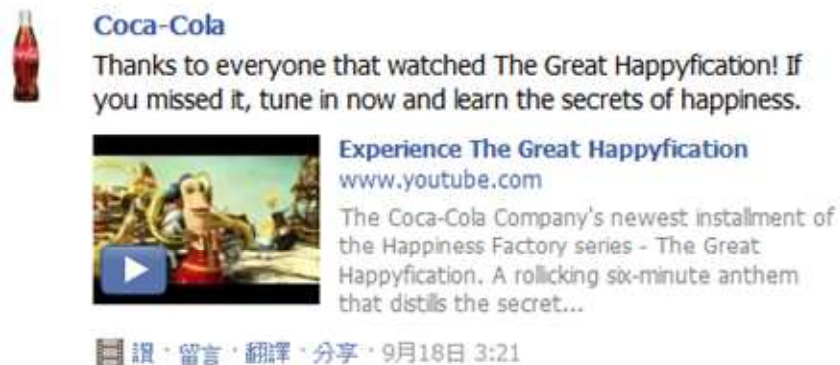 Coca-Cola
Thanks to everyone that watched The Great Happyfication! If
you missed it, tune in now and learn the secrets of happiness.
Experience The Great Happyfication
www.youtube.com
The Coca-Cola Company's newest installment of
the Happiness Factory series - The Great
Happyfication. A rollicking six-minute anthem
that distills the secret...
讚 · 留言 · 翻譯 · 分享 · 9月18日 3:21